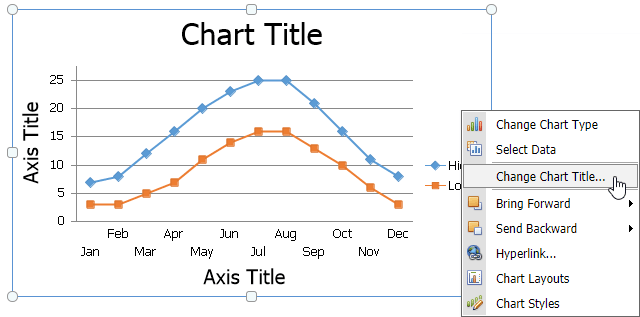 Chart Title
Axis Title
25
20
15
10
5
0
Jan Feb Mar Apr May Jun Jul Aug Sep Oct Nov Dec
Axis Title
Change Chart Type
Select Data
Change Chart Title...
Bring Forward
Send Backward
Hyperlink...
Chart Layouts
Chart Styles